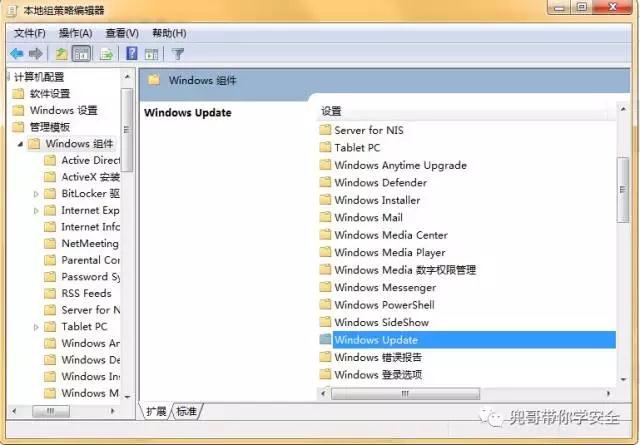 本地组策略编辑器
文件(F) 操作(A) 查看(V) 帮助(H)
计算机配置
软件设置
Windows 设置
管理模板
Windows 组件
Active Direct
ActiveX 安装
BitLocker 驱
Internet Exp
Internet Info
NetMeeting
Parental Con
Password Sy
RSS Feeds
Server for N
Tablet PC
Windows An
Windows De
Windows Ins
Windows M
Windows 组件
Windows Update
设置
Server for NIS
Tablet PC
Windows Anytime Upgrade
Windows Defender
Windows Installer
Windows Mail
Windows Media Center
Windows Media Player
Windows Media 数字权限管理
Windows Messenger
Windows PowerShell
Windows SideShow
Windows Update
Windows 错误报告
Windows 登录选项
扩展 标准
兜哥带你学安全